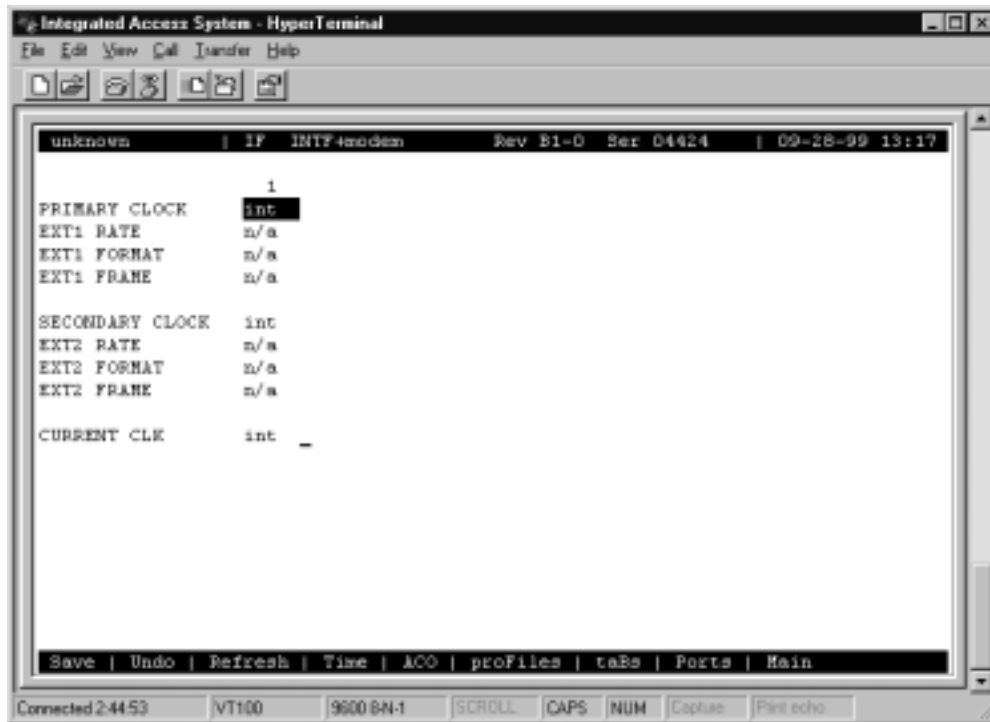 Integrated Access System - HyperTerminal
File Edit View Call Transfer Help
unknown | IF INTF+modem Rev B1-0 Ser 04424 | 09-28-99 13:17
1
PRIMARY CLOCK int
EXT1 RATE n/a
EXT1 FORMAT n/a
EXT1 FRAME n/a
SECONDARY CLOCK int
EXT2 RATE n/a
EXT2 FORMAT n/a
EXT2 FRAME n/a
CURRENT CLK int _
Save | Undo | Refresh | Time | ACO | proFiles | taBs | Ports | Main
Connected 2:44:53 VT100 9600 8-N-1 SCROLL CAPS NUM Capture Print echo